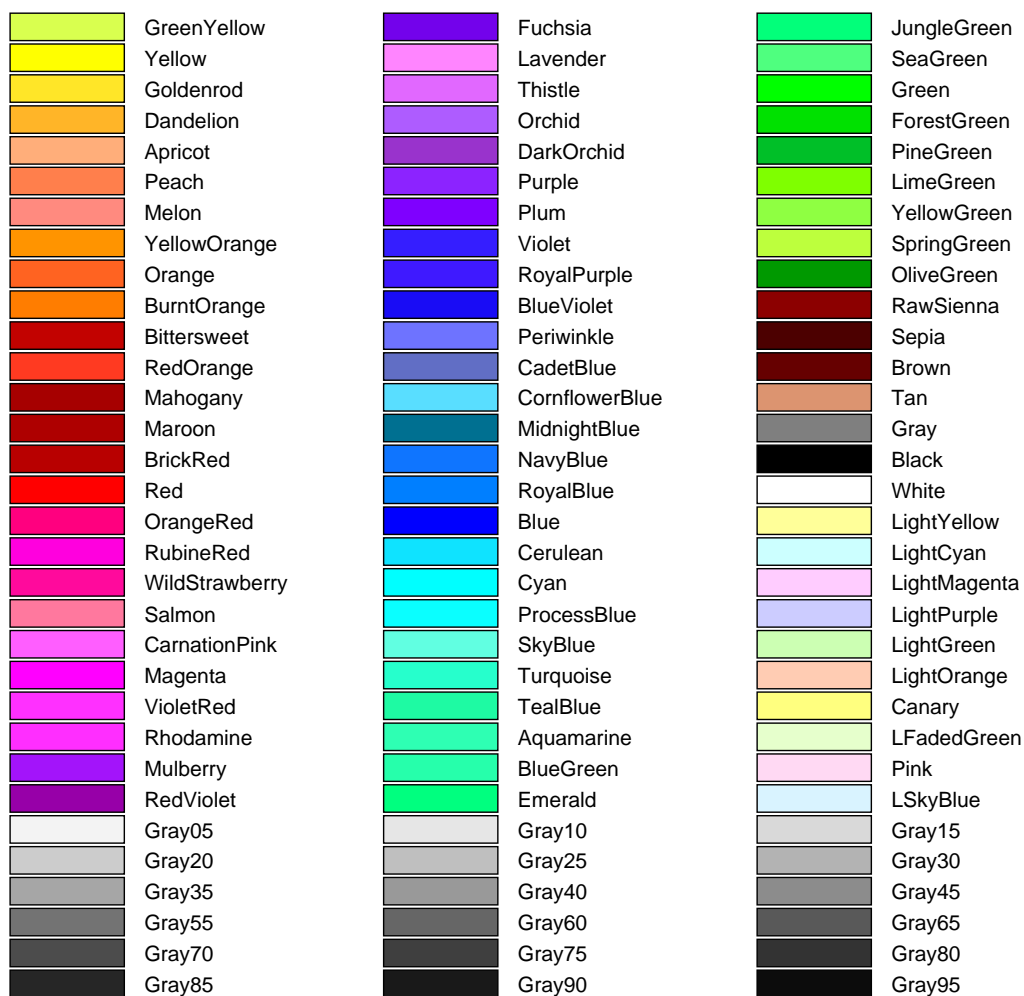 GreenYellow Fuchsia JungleGreen
Yellow Lavender SeaGreen
Goldenrod Thistle Green
Dandelion Orchid ForestGreen
Apricot DarkOrchid PineGreen
Peach Purple LimeGreen
Melon Plum YellowGreen
YellowOrange Violet SpringGreen
Orange RoyalPurple OliveGreen
BurntOrange BlueViolet RawSienna
Bittersweet Periwinkle Sepia
RedOrange CadetBlue Brown
Mahogany CornflowerBlue Tan
Maroon MidnightBlue Gray
BrickRed NavyBlue Black
Red RoyalBlue White
OrangeRed Blue LightYellow
RubineRed Cerulean LightCyan
WildStrawberry Cyan LightMagenta
Salmon ProcessBlue LightPurple
CarnationPink SkyBlue LightGreen
Magenta Turquoise LightOrange
VioletRed TealBlue Canary
Rhodamine Aquamarine LFadedGreen
Mulberry BlueGreen Pink
RedViolet Emerald LSkyBlue
Gray05 Gray10 Gray15
Gray20 Gray25 Gray30
Gray35 Gray40 Gray45
Gray55 Gray60 Gray65
Gray70 Gray75 Gray80
Gray85 Gray90 Gray95